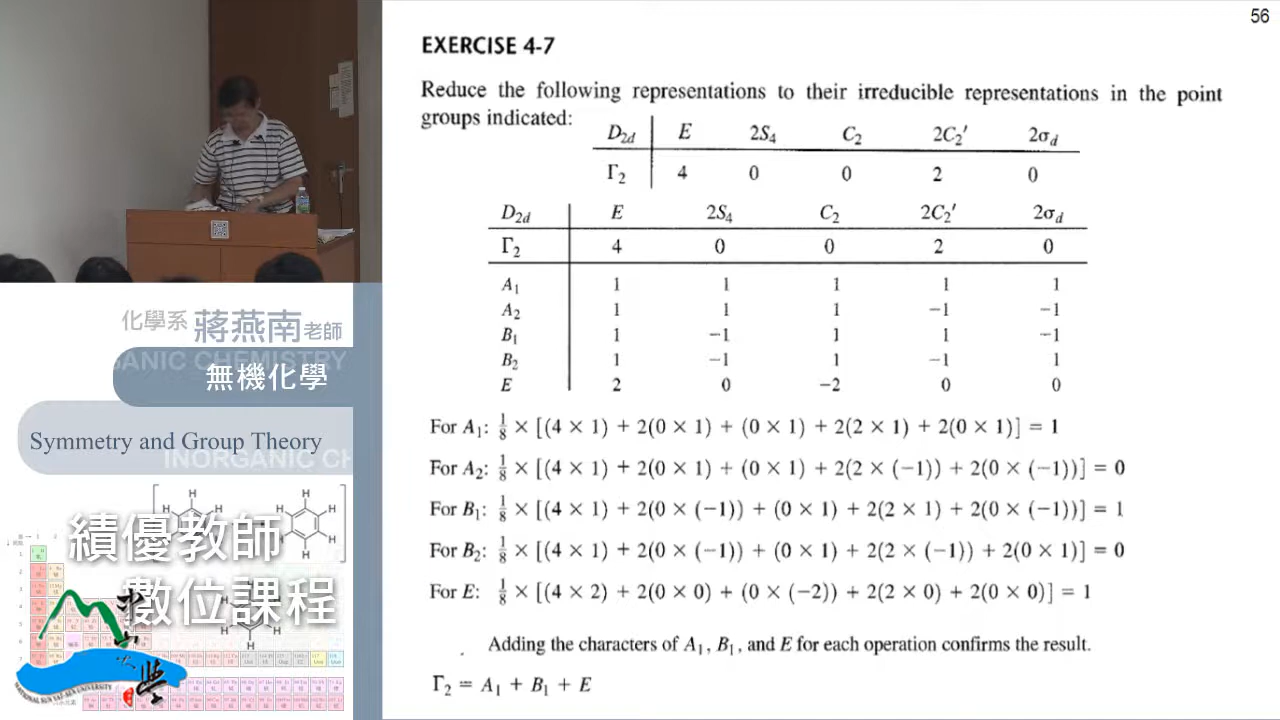 56
EXERCISE 4-7
Reduce the following representations to their irreducible representations in the point
groups indicated:
D2d E 2S4 C2 2C2′ 2σd
Γ2 4 0 0 2 0
D2d E 2S4 C2 2C2′ 2σd
Γ2 4 0 0 2 0
A1 1 1 1 1 1
A2 1 1 1 −1 −1
B1 1 −1 1 1 −1
B2 1 −1 1 −1 1
E 2 0 −2 0 0
For A1: 1/8 × [(4 × 1) + 2(0 × 1) + (0 × 1) + 2(2 × 1) + 2(0 × 1)] = 1
For A2: 1/8 × [(4 × 1) + 2(0 × 1) + (0 × 1) + 2(2 × (−1)) + 2(0 × (−1))] = 0
For B1: 1/8 × [(4 × 1) + 2(0 × (−1)) + (0 × 1) + 2(2 × 1) + 2(0 × (−1))] = 1
For B2: 1/8 × [(4 × 1) + 2(0 × (−1)) + (0 × 1) + 2(2 × (−1)) + 2(0 × 1)] = 0
For E: 1/8 × [(4 × 2) + 2(0 × 0) + (0 × (−2)) + 2(2 × 0) + 2(0 × 0)] = 1
Adding the characters of A1, B1, and E for each operation confirms the result.
Γ2 = A1 + B1 + E
化學系 蔣燕南老師
GANIC CHEMISTRY
無機化學
Symmetry and Group Theory
INORGANIC CH
績優教師
數位課程